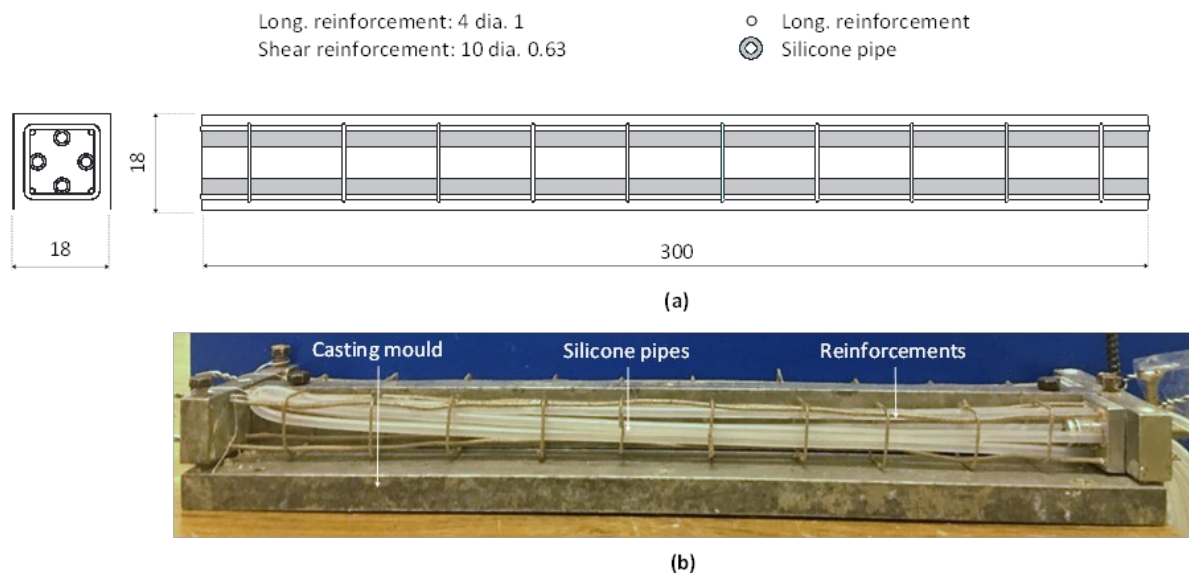 Long. reinforcement: 4 dia. 1
Shear reinforcement: 10 dia. 0.63
Long. reinforcement
Silicone pipe
18
18
300
(a)
Casting mould
Silicone pipes
Reinforcements
(b)